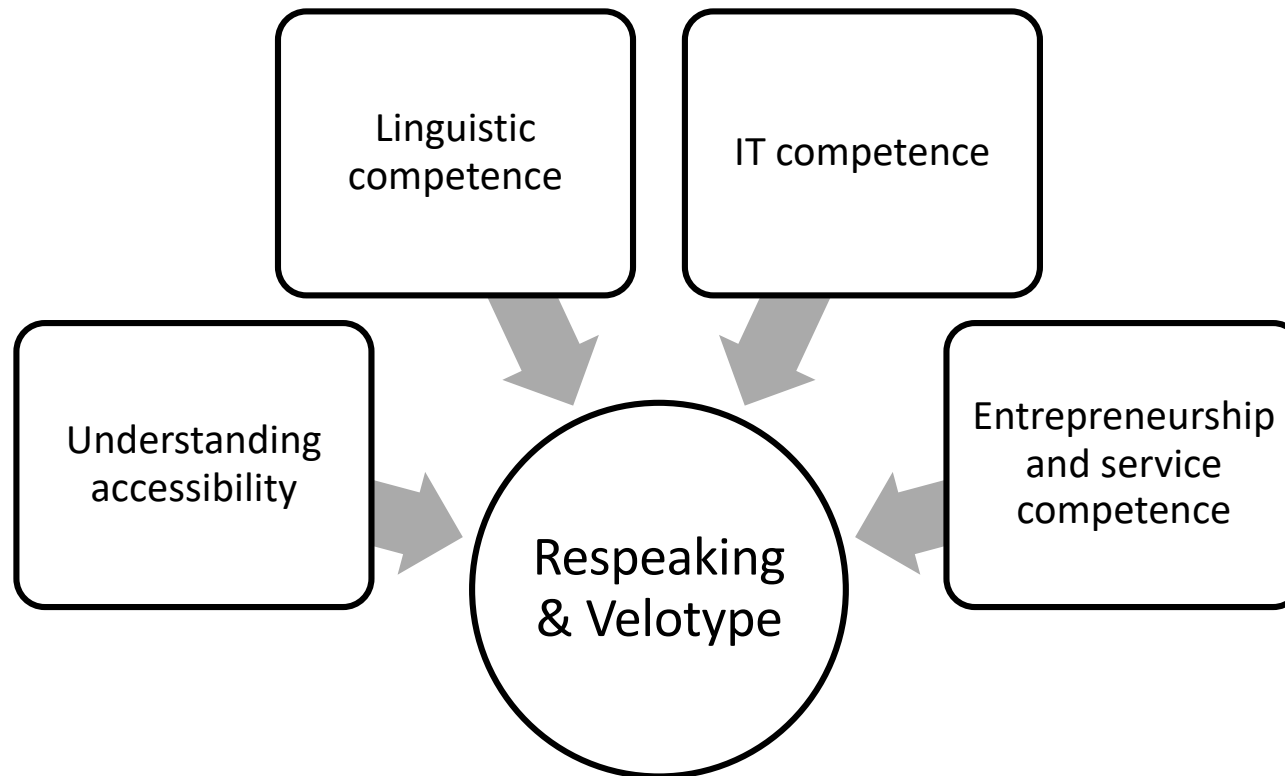 Linguistic
competence
IT competence
Understanding
accessibility
Entrepreneurship
and service
competence
Respeaking
& Velotype